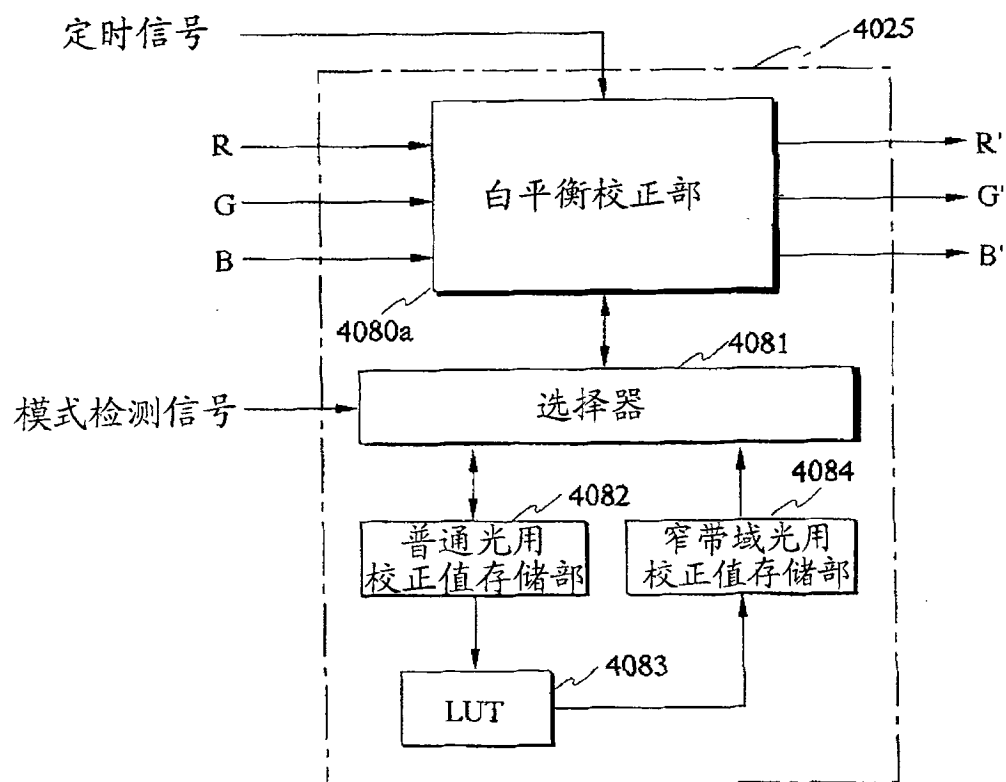 定时信号
4025
R
R'
G
白平衡校正部
G'
B
B'
4080a
4081
模式检测信号
选择器
4082
4084
普通光用
校正值存储部
窄带域光用
校正值存储部
4083
LUT